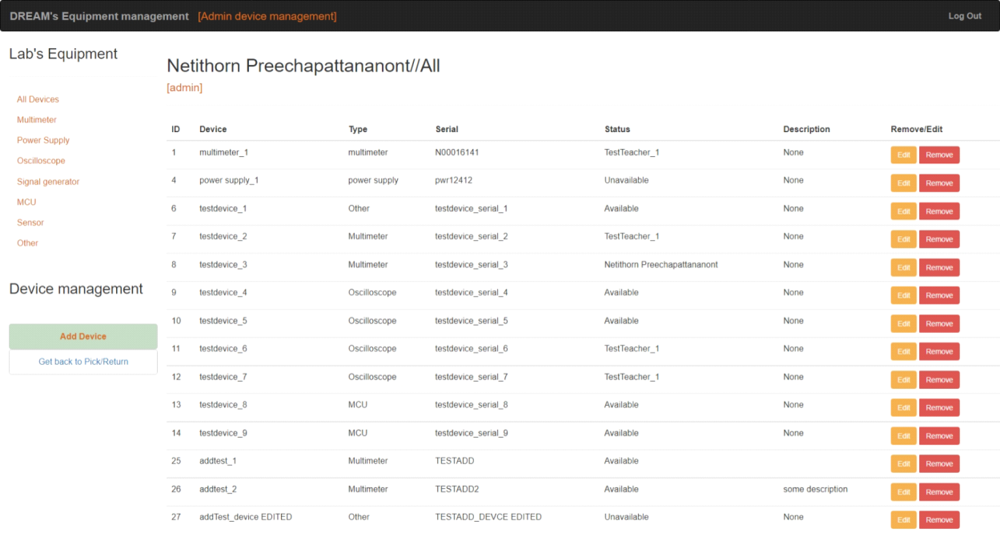 DREAM's Equipment management [Admin device management] Log Out
Lab's Equipment
All Devices
Multimeter
Power Supply
Oscilloscope
Signal generator
MCU
Sensor
Other
Device management
Add Device
Get back to Pick/Return
Netithorn Preechapattananont//All
[admin]
ID Device Type Serial Status Description Remove/Edit
1 multimeter_1 multimeter N00016141 TestTeacher_1 None Edit Remove
4 power supply_1 power supply pwr12412 Unavailable None Edit Remove
6 testdevice_1 Other testdevice_serial_1 Available None Edit Remove
7 testdevice_2 Multimeter testdevice_serial_2 TestTeacher_1 None Edit Remove
8 testdevice_3 Multimeter testdevice_serial_3 Netithorn Preechapattananont None Edit Remove
9 testdevice_4 Oscilloscope testdevice_serial_4 Available None Edit Remove
10 testdevice_5 Oscilloscope testdevice_serial_5 Available None Edit Remove
11 testdevice_6 Oscilloscope testdevice_serial_6 TestTeacher_1 None Edit Remove
12 testdevice_7 Oscilloscope testdevice_serial_7 TestTeacher_1 None Edit Remove
13 testdevice_8 MCU testdevice_serial_8 Available None Edit Remove
14 testdevice_9 MCU testdevice_serial_9 Available None Edit Remove
25 addtest_1 Multimeter TESTADD Available Edit Remove
26 addtest_2 Multimeter TESTADD2 Available some description Edit Remove
27 addTest_device EDITED Other TESTADD_DEVCE EDITED Unavailable None Edit Remove